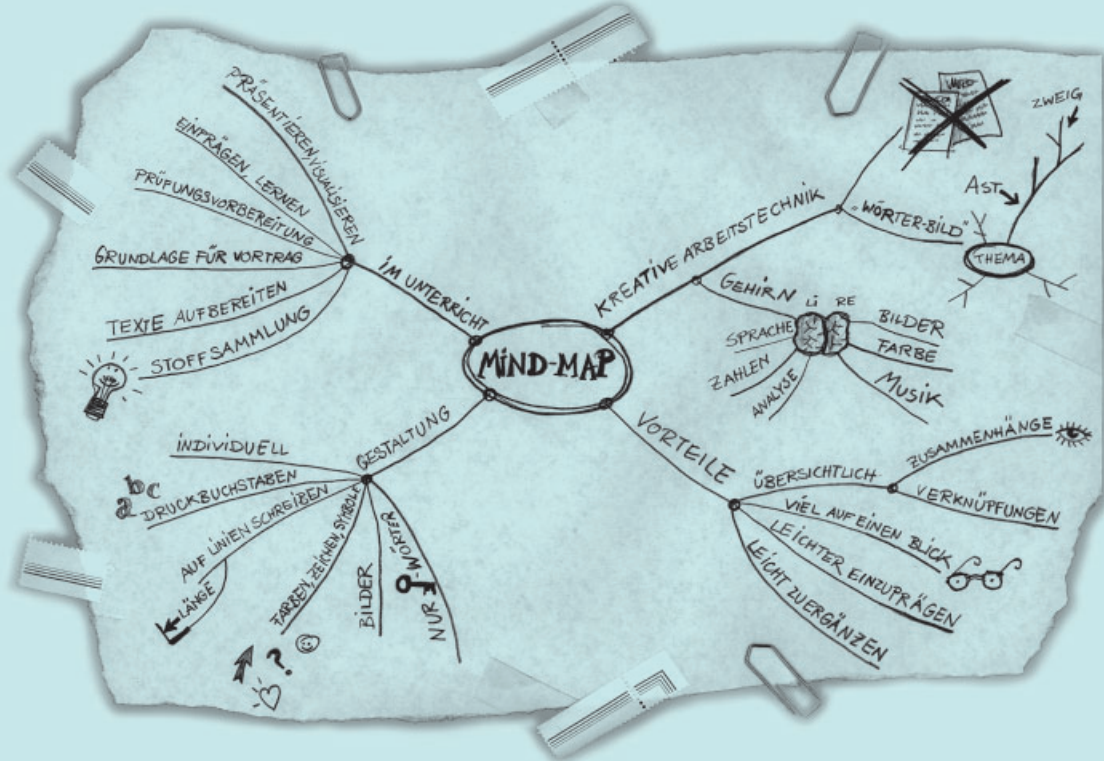 MIND-MAP
IM UNTERRICHT
PRÄSENTIEREN, VISUALISIEREN
EINPRÄGEN, LERNEN
PRÜFUNGSVORBEREITUNG
GRUNDLAGE FÜR VORTRAG
TEXTE AUFBEREITEN
STOFFSAMMLUNG
KREATIVE ARBEITSTECHNIK
„WÖRTER-BILD"
ZWEIG
AST
THEMA
GEHIRN
LI RE
SPRACHE
ZAHLEN
ANALYSE
BILDER
FARBE
MUSIK
VORTEILE
ÜBERSICHTLICH
ZUSAMMENHÄNGE
VERKNÜPFUNGEN
VIEL AUF EINEN BLICK
LEICHTER EINZUPRÄGEN
LEICHT ZU ERGÄNZEN
GESTALTUNG
INDIVIDUELL
abc
a
DRUCKBUCHSTABEN
AUF LINIEN SCHREIBEN
LÄNGE
FARBEN, ZEICHEN, SYMBOLE
?
BILDER
NUR -WÖRTER